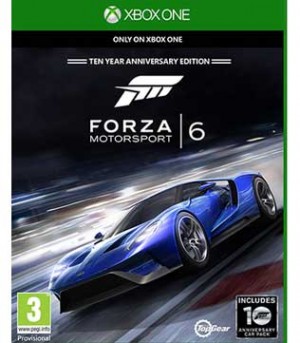 XBOX ONE
ONLY ON XBOX ONE
TEN YEAR ANNIVERSARY EDITION
FORZA
MOTORSPORT
6
3
www.pegi.info
Provisional
TopGear
INCLUDES
10
ANNIVERSARY
CAR PACK